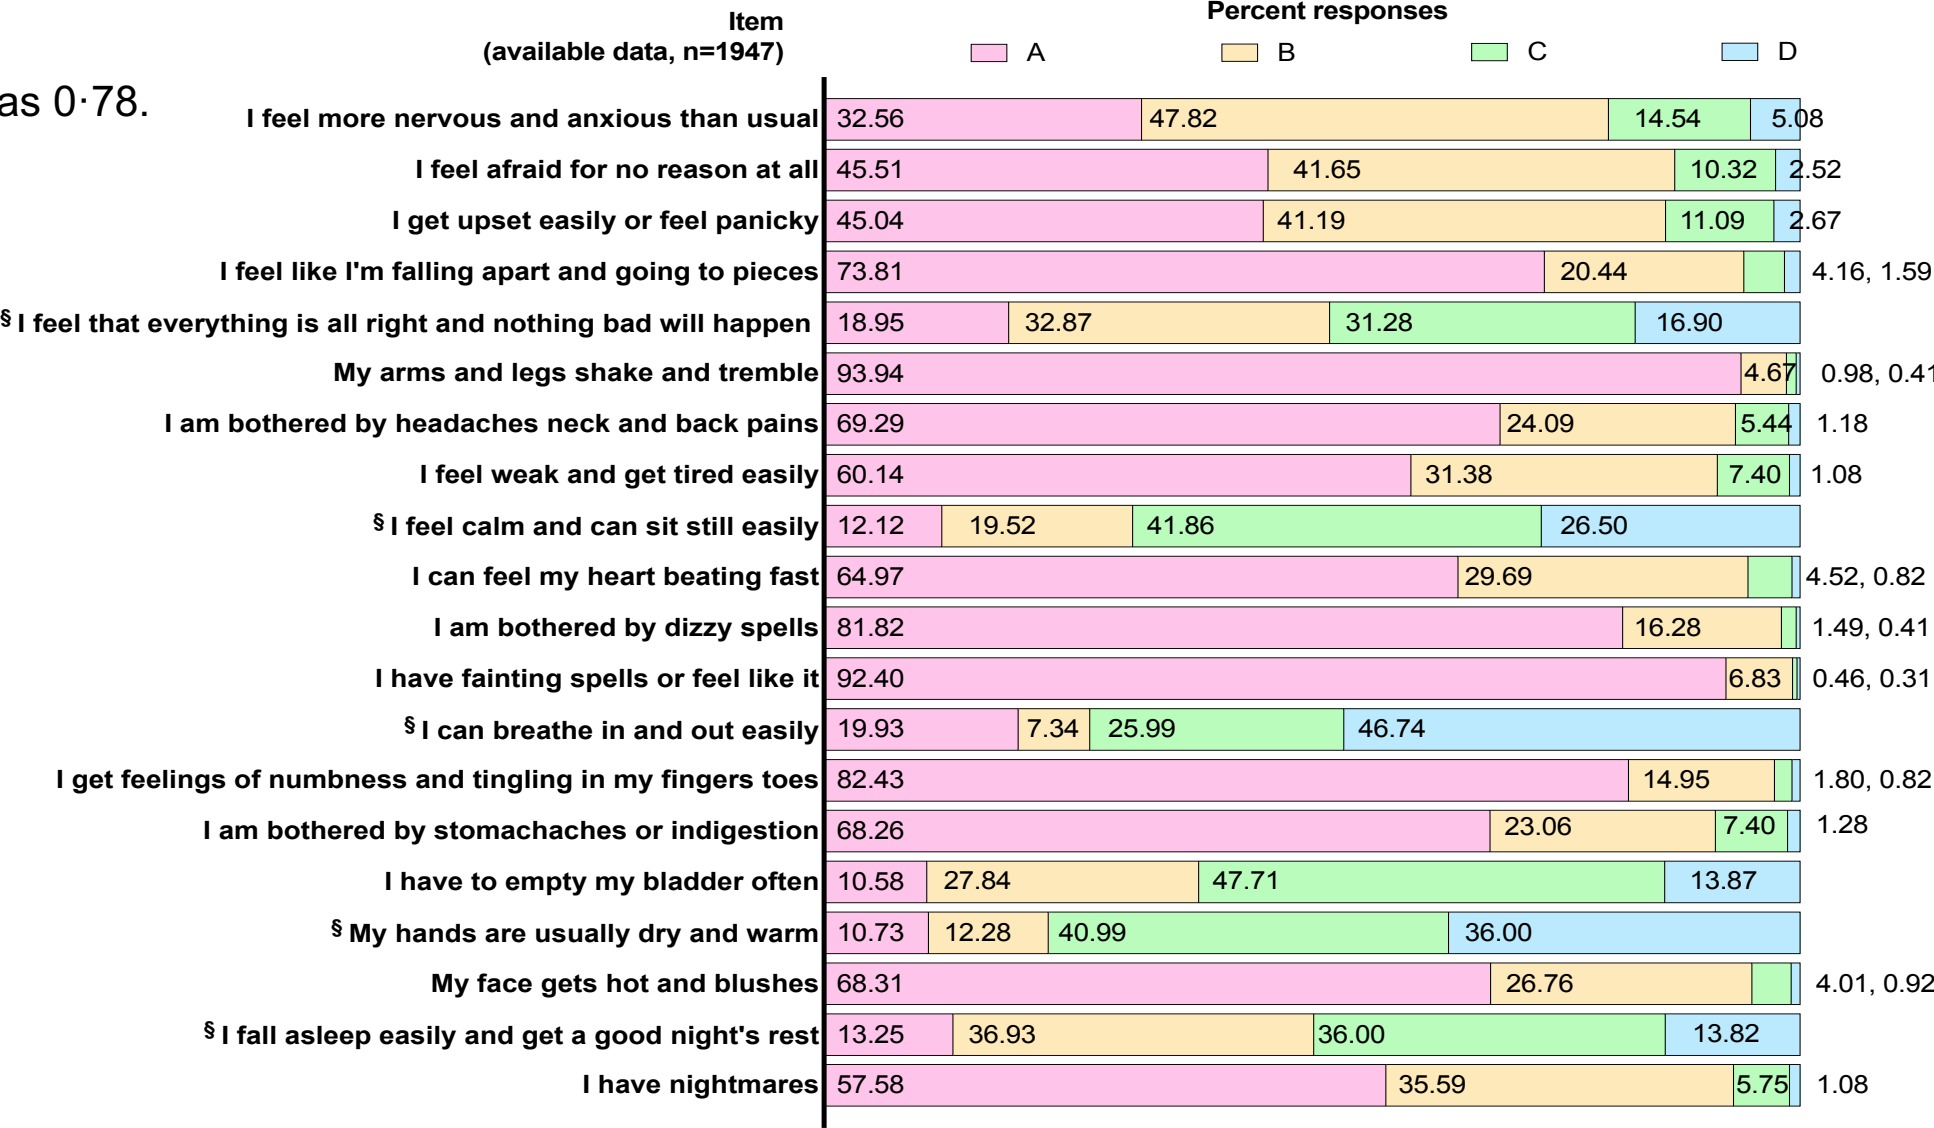 Percent responses
Item
(available data, n=1947)
A B C D
as 0·78.
I feel more nervous and anxious than usual 32.56 47.82 14.54 5.08
I feel afraid for no reason at all 45.51 41.65 10.32 2.52
I get upset easily or feel panicky 45.04 41.19 11.09 2.67
I feel like I'm falling apart and going to pieces 73.81 20.44 4.16, 1.59
§ I feel that everything is all right and nothing bad will happen 18.95 32.87 31.28 16.90
My arms and legs shake and tremble 93.94 4.67 0.98, 0.41
I am bothered by headaches neck and back pains 69.29 24.09 5.44 1.18
I feel weak and get tired easily 60.14 31.38 7.40 1.08
§ I feel calm and can sit still easily 12.12 19.52 41.86 26.50
I can feel my heart beating fast 64.97 29.69 4.52, 0.82
I am bothered by dizzy spells 81.82 16.28 1.49, 0.41
I have fainting spells or feel like it 92.40 6.83 0.46, 0.31
§ I can breathe in and out easily 19.93 7.34 25.99 46.74
I get feelings of numbness and tingling in my fingers toes 82.43 14.95 1.80, 0.82
I am bothered by stomachaches or indigestion 68.26 23.06 7.40 1.28
I have to empty my bladder often 10.58 27.84 47.71 13.87
§ My hands are usually dry and warm 10.73 12.28 40.99 36.00
My face gets hot and blushes 68.31 26.76 4.01, 0.92
§ I fall asleep easily and get a good night's rest 13.25 36.93 36.00 13.82
I have nightmares 57.58 35.59 5.75 1.08